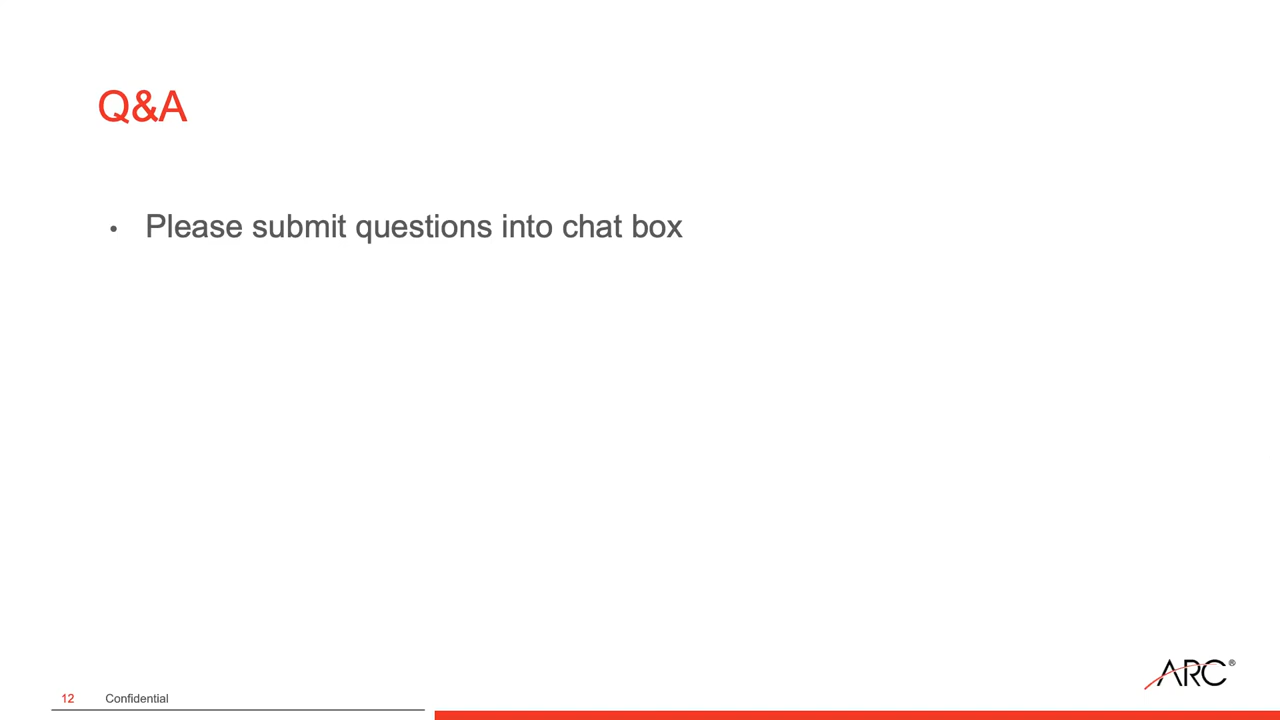 Q&A
• Please submit questions into chat box
ARC®
12 Confidential